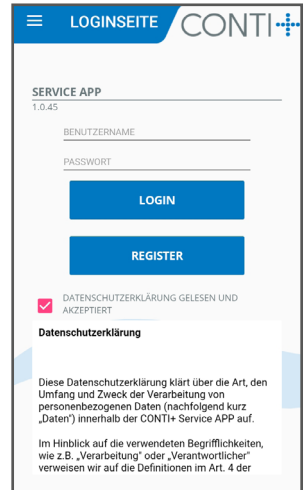 LOGINSEITE
CONTI+
SERVICE APP
1.0.45
BENUTZERNAME
PASSWORT
LOGIN
REGISTER
DATENSCHUTZERKLÄRUNG GELESEN UND
AKZEPTIERT
Datenschutzerklärung
Diese Datenschutzerklärung klärt über die Art, den
Umfang und Zweck der Verarbeitung von
personenbezogenen Daten (nachfolgend kurz
„Daten“) innerhalb der CONTI+ Service APP auf.
Im Hinblick auf die verwendeten Begrifflichkeiten,
wie z.B. „Verarbeitung“ oder „Verantwortlicher“
verweisen wir auf die Definitionen im Art. 4 der